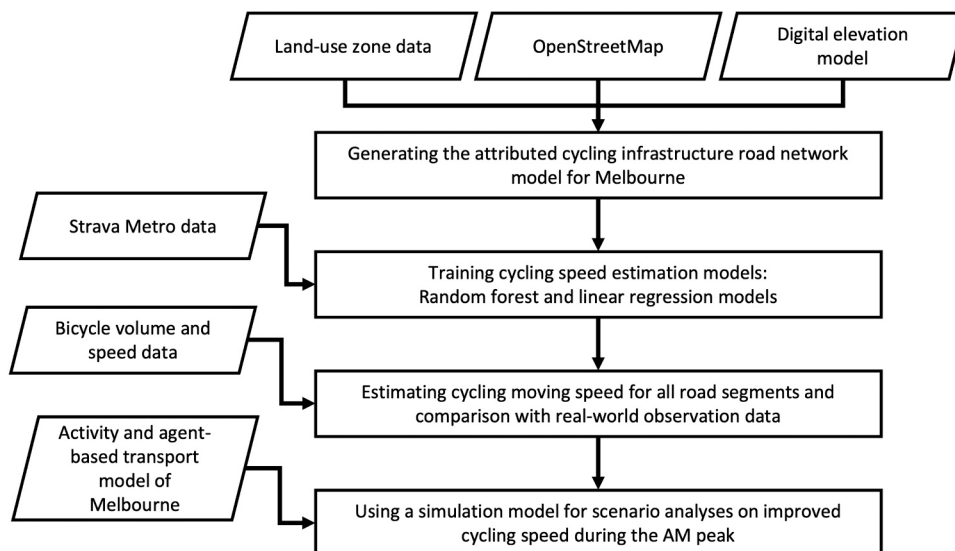 Land-use zone data
OpenStreetMap
Digital elevation
model
Generating the attributed cycling infrastructure road network
model for Melbourne
Strava Metro data
Training cycling speed estimation models:
Random forest and linear regression models
Bicycle volume and
speed data
Estimating cycling moving speed for all road segments and
comparison with real-world observation data
Activity and agent-
based transport
model of
Melbourne
Using a simulation model for scenario analyses on improved
cycling speed during the AM peak